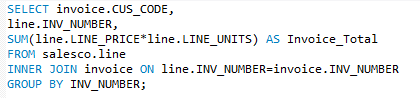 SELECT invoice.CUS_CODE,
line.INV_NUMBER,
SUM(line.LINE_PRICE*line.LINE_UNITS) AS Invoice_Total
FROM salesco.line
INNER JOIN invoice ON line.INV_NUMBER=invoice.INV_NUMBER
GROUP BY INV_NUMBER;